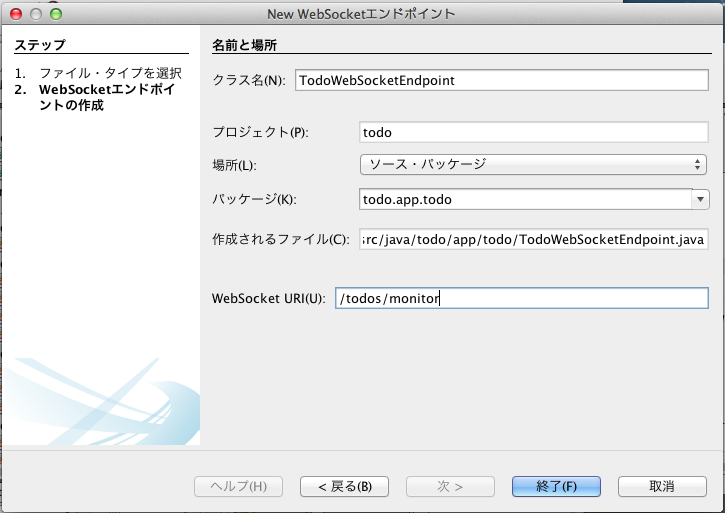 New WebSocketエンドポイント
ステップ
1. ファイル・タイプを選択
2. WebSocketエンドポイ
ントの作成
名前と場所
クラス名(N): TodoWebSocketEndpoint
プロジェクト(P): todo
場所(L): ソース・パッケージ
パッケージ(K): todo.app.todo
作成されるファイル(C): src/java/todo/app/todo/TodoWebSocketEndpoint.java
WebSocket URI(U): /todos/monitor
ヘルプ(H) < 戻る(B) 次 > 終了(F) 取消